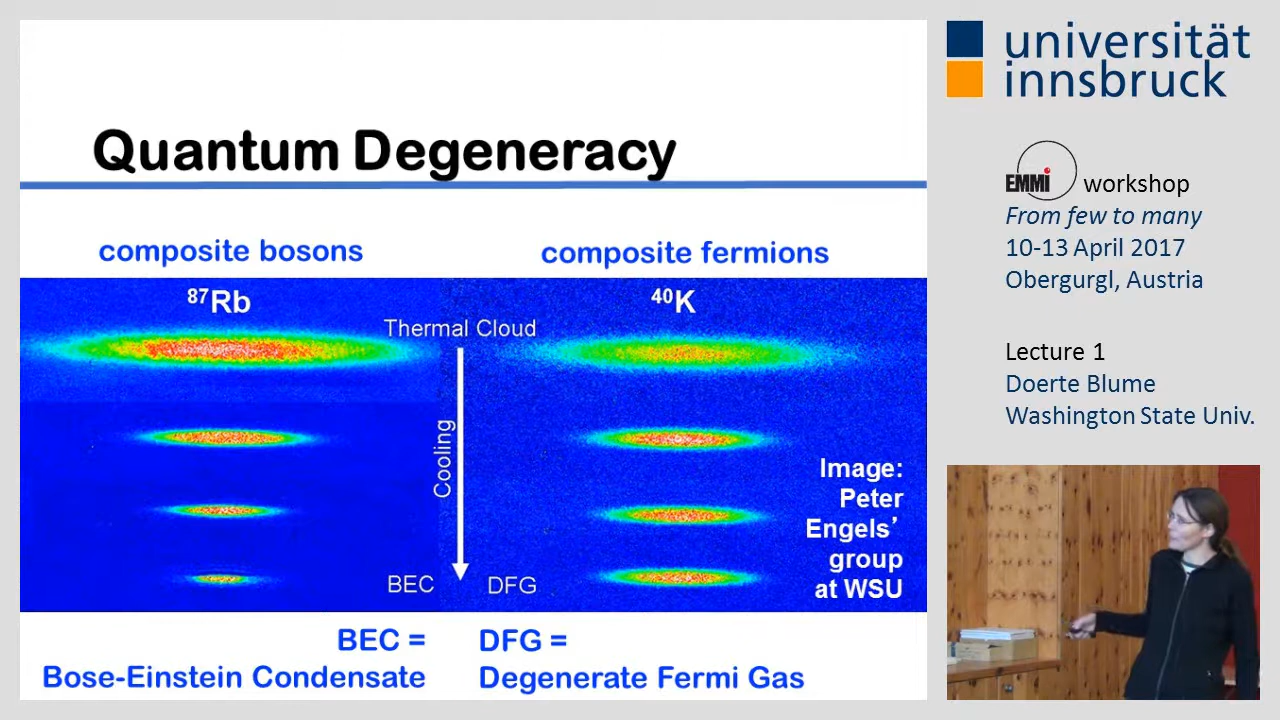 Quantum Degeneracy
composite bosons
composite fermions
⁸⁷Rb
⁴⁰K
Thermal Cloud
Cooling
Image:
Peter
Engels’
group
at WSU
BEC
DFG
BEC =
Bose-Einstein Condensate
DFG =
Degenerate Fermi Gas
universität
innsbruck
EMMi workshop
From few to many
10-13 April 2017
Obergurgl, Austria
Lecture 1
Doerte Blume
Washington State Univ.